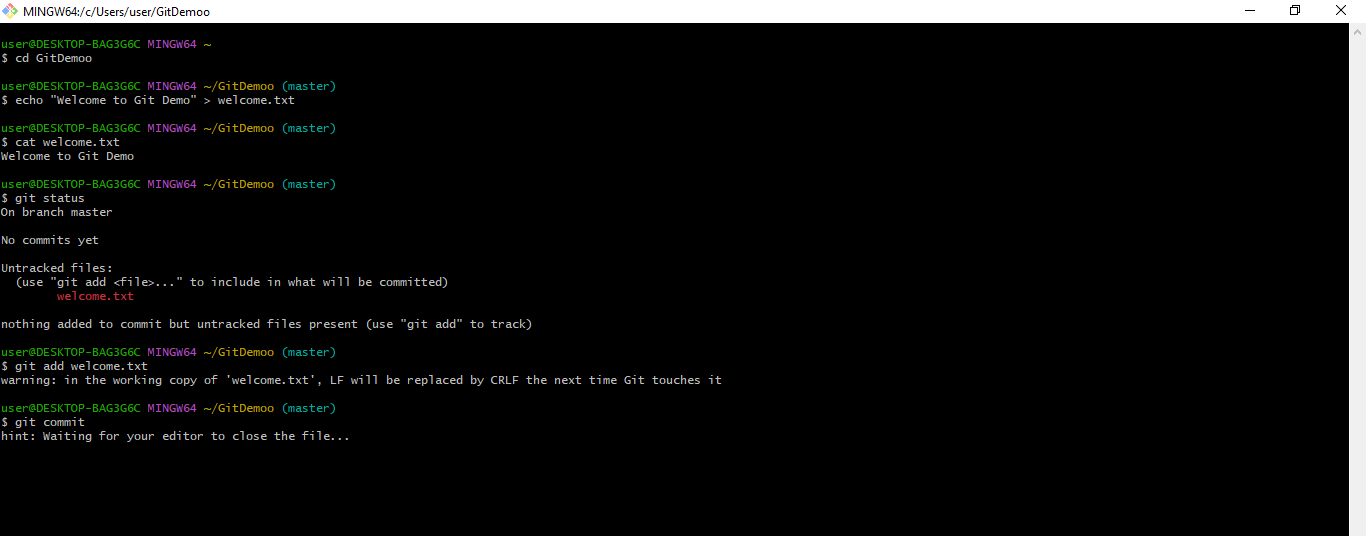 MINGW64:/c/Users/user/GitDemoo
user@DESKTOP-BAG3G6C MINGW64 ~
$ cd GitDemoo
user@DESKTOP-BAG3G6C MINGW64 ~/GitDemoo (master)
$ echo "Welcome to Git Demo" > welcome.txt
user@DESKTOP-BAG3G6C MINGW64 ~/GitDemoo (master)
$ cat welcome.txt
Welcome to Git Demo
user@DESKTOP-BAG3G6C MINGW64 ~/GitDemoo (master)
$ git status
On branch master
No commits yet
Untracked files:
  (use "git add <file>..." to include in what will be committed)
        welcome.txt
nothing added to commit but untracked files present (use "git add" to track)
user@DESKTOP-BAG3G6C MINGW64 ~/GitDemoo (master)
$ git add welcome.txt
warning: in the working copy of 'welcome.txt', LF will be replaced by CRLF the next time Git touches it
user@DESKTOP-BAG3G6C MINGW64 ~/GitDemoo (master)
$ git commit
hint: Waiting for your editor to close the file...